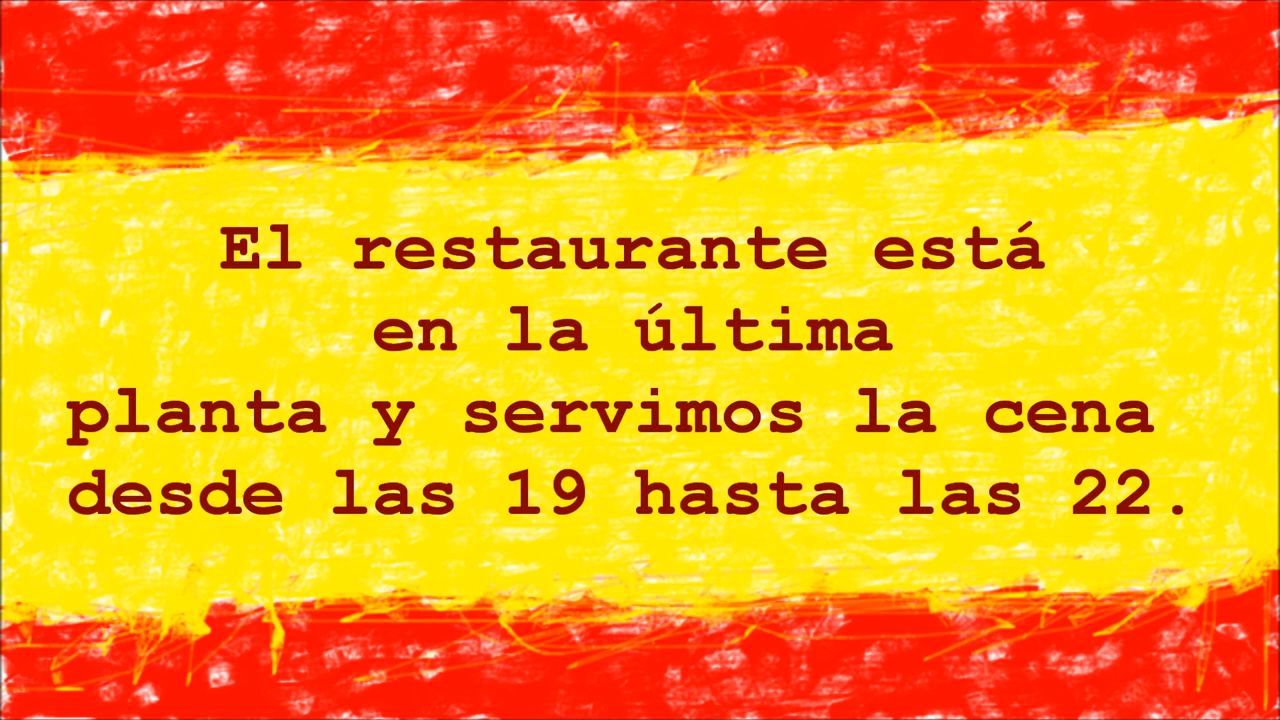 El restaurante está
en la última
planta y servimos la cena
desde las 19 hasta las 22.